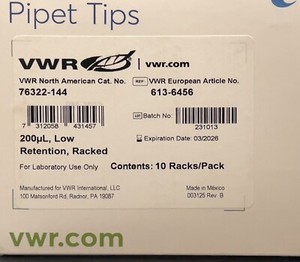 Pipet Tips
VWR | vwr.com
VWR North American Cat. No. REF: VWR European Article No.
76322-144 613-6456
LOT Batch No:
7 312056 431457 231013
200µL, Low Expiration Date: 03/2026
Retention, Racked
For Laboratory Use Only Contents: 10 Racks/Pack
Manufactured for VWR International, LLC Made in México
100 Matsonford Rd, Radnor, PA 19087 003125 Rev. B
vwr.com